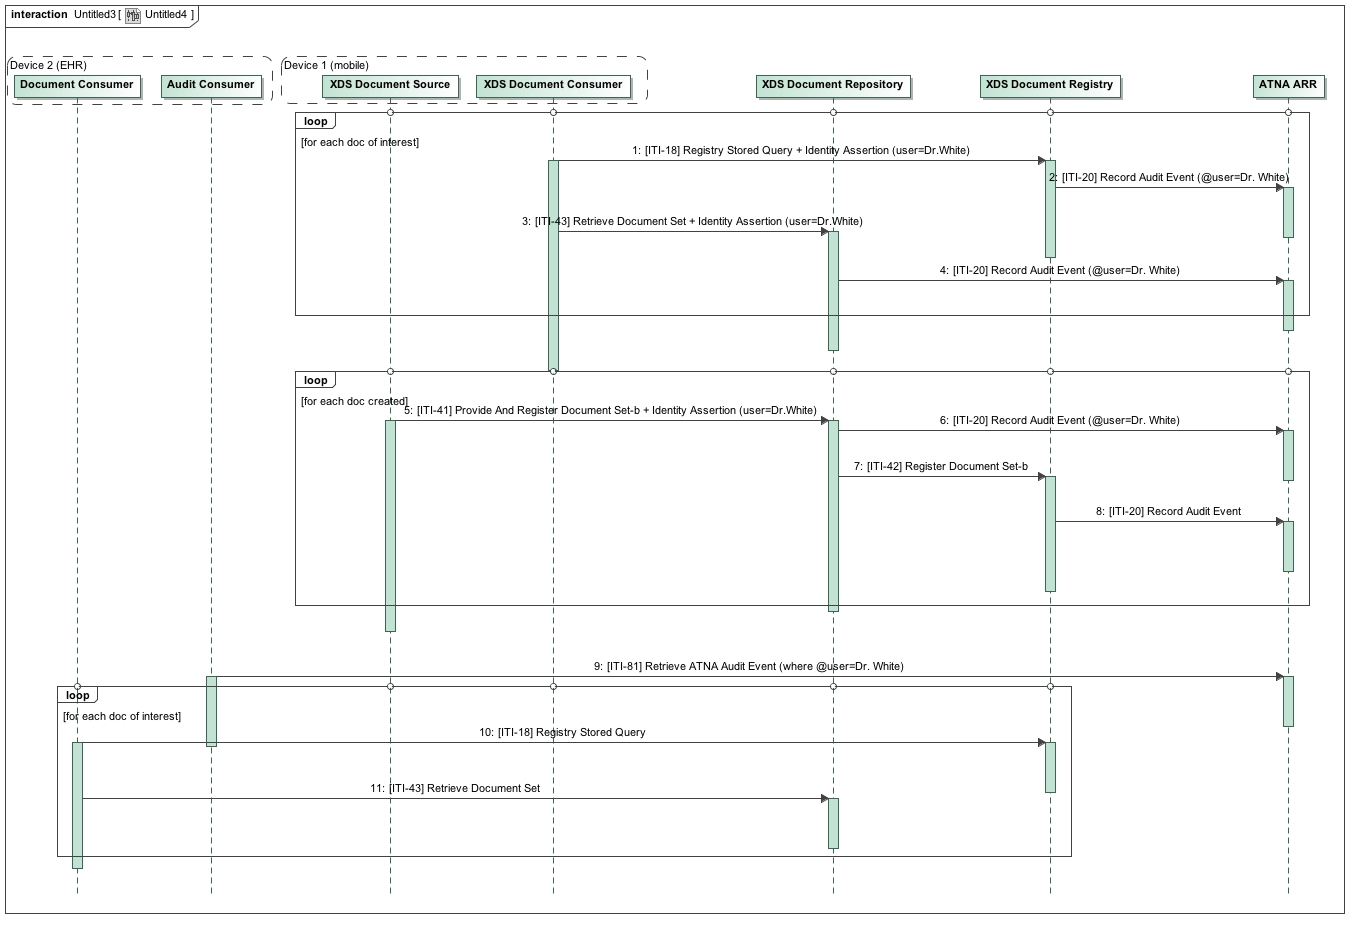 interaction Untitled3 [ Untitled4 ]
Device 2 (EHR)
Device 1 (mobile)
Document Consumer
Audit Consumer
XDS Document Source
XDS Document Consumer
XDS Document Repository
XDS Document Registry
ATNA ARR
loop
[for each doc of interest]
1: [ITI-18] Registry Stored Query + Identity Assertion (user=Dr.White)
2: [ITI-20] Record Audit Event (@user=Dr. White)
3: [ITI-43] Retrieve Document Set + Identity Assertion (user=Dr.White)
4: [ITI-20] Record Audit Event (@user=Dr. White)
loop
[for each doc created]
5: [ITI-41] Provide And Register Document Set-b + Identity Assertion (user=Dr.White)
6: [ITI-20] Record Audit Event (@user=Dr. White)
7: [ITI-42] Register Document Set-b
8: [ITI-20] Record Audit Event
9: [ITI-81] Retrieve ATNA Audit Event (where @user=Dr. White)
loop
[for each doc of interest]
10: [ITI-18] Registry Stored Query
11: [ITI-43] Retrieve Document Set